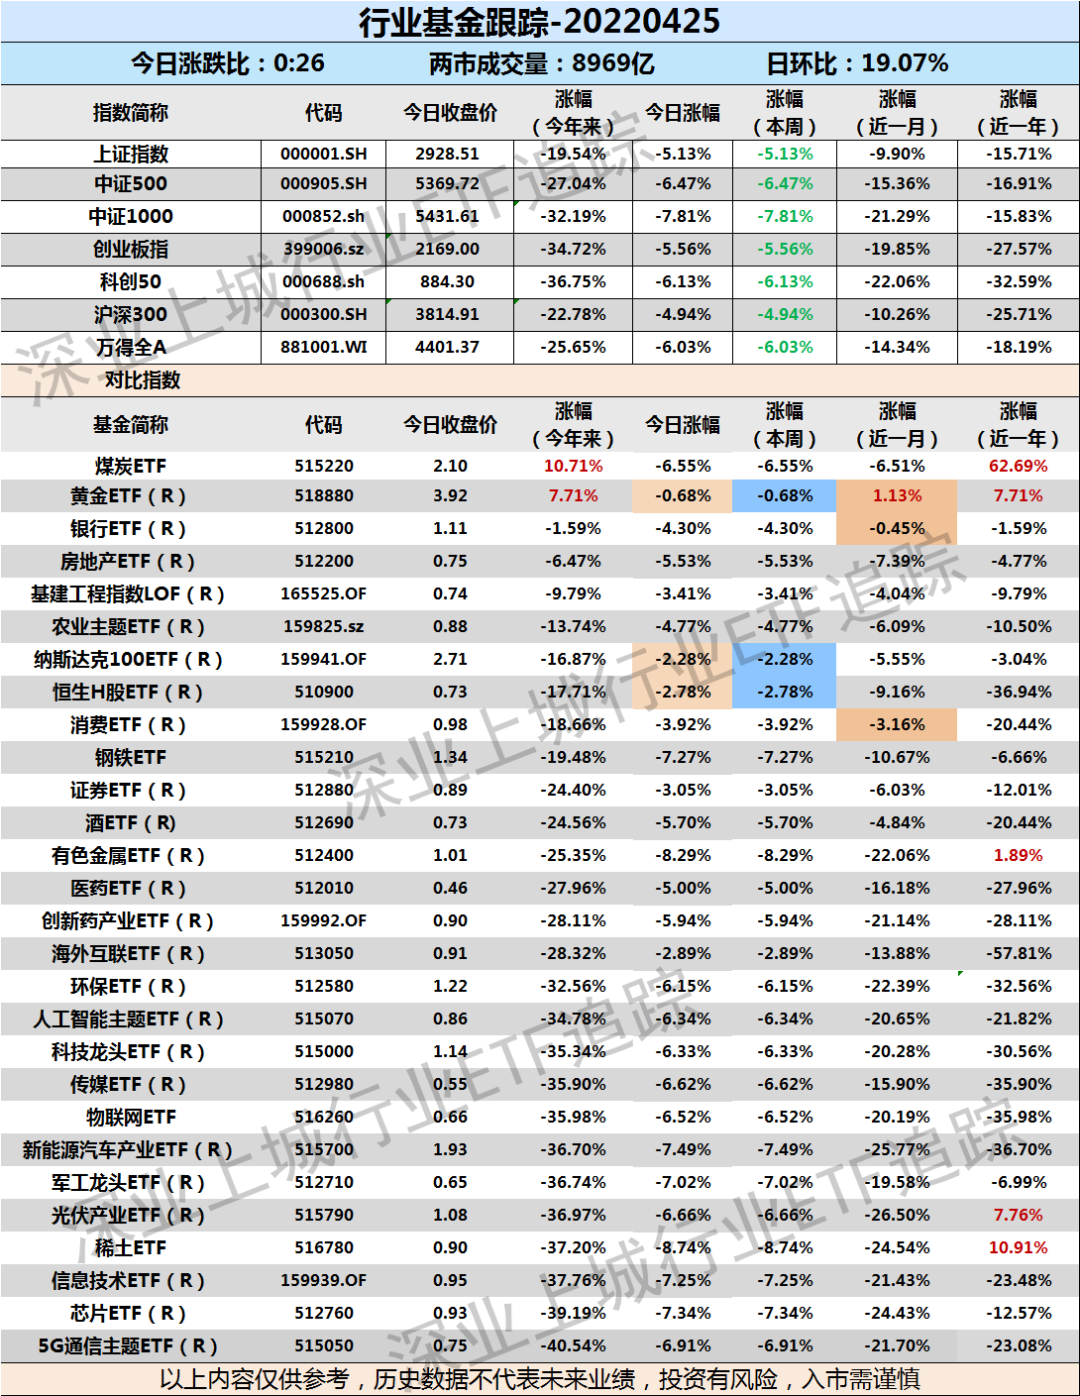 行业基金跟踪-20220425
今日涨跌比：0:26 两市成交量：8969亿 日环比：19.07%
指数简称 代码 今日收盘价 涨幅（今年来） 今日涨幅 涨幅（本周） 涨幅（近一月） 涨幅（近一年）
上证指数 000001.SH 2928.51 -19.54% -5.13% -5.13% -9.90% -15.71%
中证500 000905.SH 5369.72 -27.04% -6.47% -6.47% -15.36% -16.91%
中证1000 000852.sh 5431.61 -32.19% -7.81% -7.81% -21.29% -15.83%
创业板指 399006.sz 2169.00 -34.72% -5.56% -5.56% -19.85% -27.57%
科创50 000688.sh 884.30 -36.75% -6.13% -6.13% -22.06% -32.59%
沪深300 000300.SH 3814.91 -22.78% -4.94% -4.94% -10.26% -25.71%
万得全A 881001.WI 4401.37 -25.65% -6.03% -6.03% -14.34% -18.19%
对比指数
基金简称 代码 今日收盘价 涨幅（今年来） 今日涨幅 涨幅（本周） 涨幅（近一月） 涨幅（近一年）
煤炭ETF 515220 2.10 10.71% -6.55% -6.55% -6.51% 62.69%
黄金ETF（R） 518880 3.92 7.71% -0.68% -0.68% 1.13% 7.71%
银行ETF（R） 512800 1.11 -1.59% -4.30% -4.30% -0.45% -1.59%
房地产ETF（R） 512200 0.75 -6.47% -5.53% -5.53% -7.39% -4.77%
基建工程指数LOF（R） 165525.OF 0.74 -9.79% -3.41% -3.41% -4.04% -9.79%
农业主题ETF（R） 159825.sz 0.88 -13.74% -4.77% -4.77% -6.09% -10.50%
纳斯达克100ETF（R） 159941.OF 2.71 -16.87% -2.28% -2.28% -5.55% -3.04%
恒生H股ETF（R） 510900 0.73 -17.71% -2.78% -2.78% -9.16% -36.94%
消费ETF（R） 159928.OF 0.98 -18.66% -3.92% -3.92% -3.16% -20.44%
钢铁ETF 515210 1.34 -19.48% -7.27% -7.27% -10.67% -6.66%
证券ETF（R） 512880 0.89 -24.40% -3.05% -3.05% -6.03% -12.01%
酒ETF（R) 512690 0.73 -24.56% -5.70% -5.70% -4.84% -20.44%
有色金属ETF（R） 512400 1.01 -25.35% -8.29% -8.29% -22.06% 1.89%
医药ETF（R） 512010 0.46 -27.96% -5.00% -5.00% -16.18% -27.96%
创新药产业ETF（R） 159992.OF 0.90 -28.11% -5.94% -5.94% -21.14% -28.11%
海外互联ETF（R） 513050 0.91 -28.32% -2.89% -2.89% -13.88% -57.81%
环保ETF（R） 512580 1.22 -32.56% -6.15% -6.15% -22.39% -32.56%
人工智能主题ETF（R） 515070 0.86 -34.78% -6.34% -6.34% -20.65% -21.82%
科技龙头ETF（R） 515000 1.14 -35.34% -6.33% -6.33% -20.28% -30.56%
传媒ETF（R） 512980 0.55 -35.90% -6.62% -6.62% -15.90% -35.90%
物联网ETF 516260 0.66 -35.98% -6.52% -6.52% -20.19% -35.98%
新能源汽车产业ETF（R） 515700 1.93 -36.70% -7.49% -7.49% -25.77% -36.70%
军工龙头ETF（R） 512710 0.65 -36.74% -7.02% -7.02% -19.58% -6.99%
光伏产业ETF（R） 515790 1.08 -36.97% -6.66% -6.66% -26.50% 7.76%
稀土ETF 516780 0.90 -37.20% -8.74% -8.74% -24.54% 10.91%
信息技术ETF（R） 159939.OF 0.95 -37.76% -7.25% -7.25% -21.43% -23.48%
芯片ETF（R） 512760 0.93 -39.19% -7.34% -7.34% -24.43% -12.57%
5G通信主题ETF（R） 515050 0.75 -40.54% -6.91% -6.91% -21.70% -23.08%
以上内容仅供参考，历史数据不代表未来业绩，投资有风险，入市需谨慎
深业上城行业ETF追踪
深业上城行业ETF追踪
深业上城行业ETF追踪
深业上城行业ETF追踪